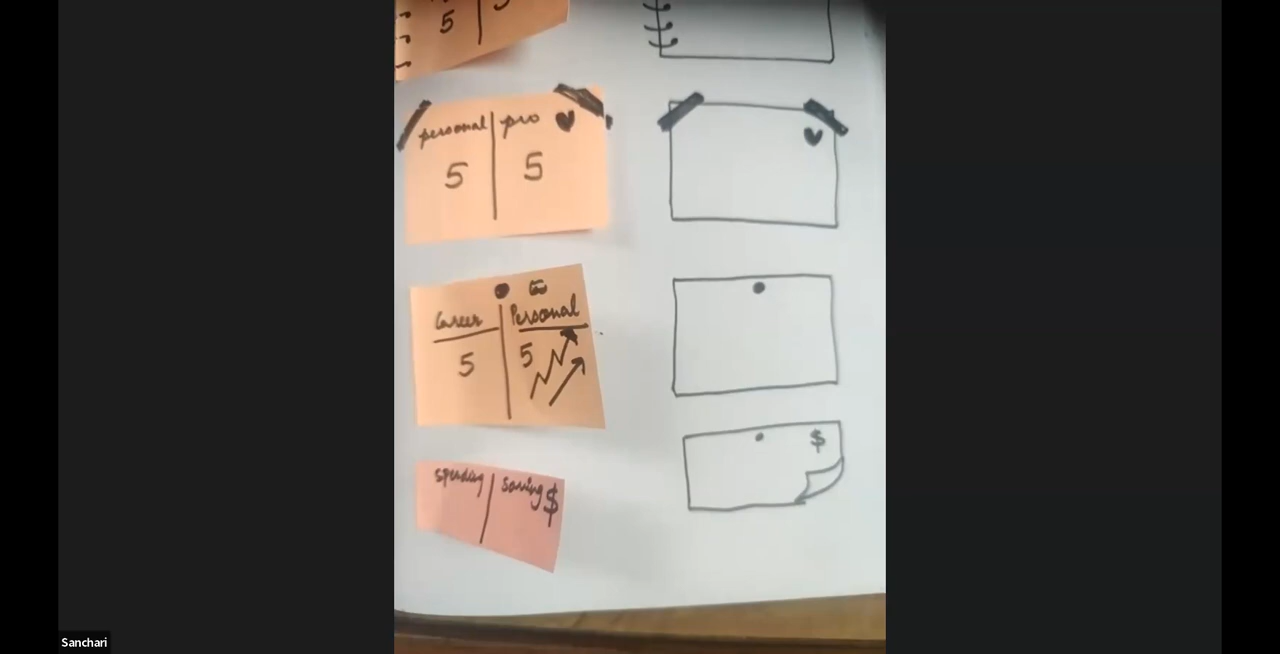 5
personal pro
5 5
Career Personal
5 5
spending saving $
$
Sanchari